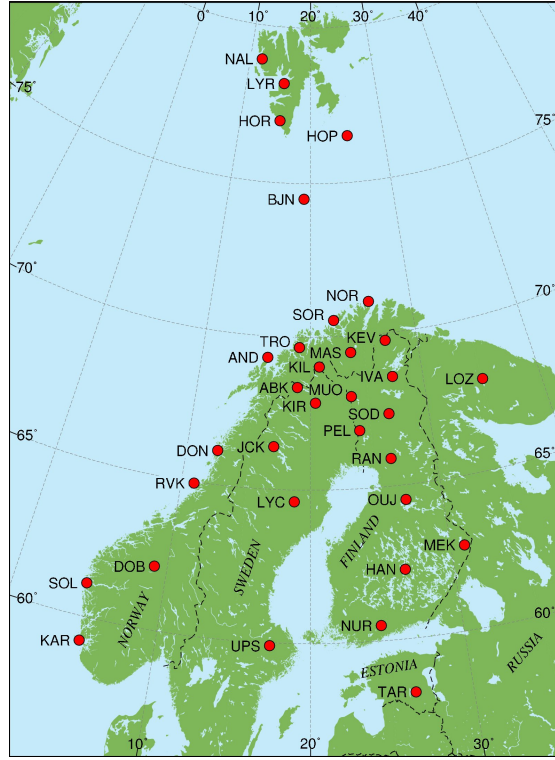 0° 10° 20° 30° 40°
NAL
LYR
75°
HOR
HOP
75°
BJN
70°
NOR
70°
SOR
TRO
KEV
AND
MAS
KIL
IVA
LOZ
ABK
MUO
KIR
SOD
PEL
65°
JCK
DON
RAN
65°
RVK
LYC
OUJ
FINLAND
MEK
SWEDEN
DOB
HAN
SOL
60°
NORWAY
60°
NUR
KAR
UPS
RUSSIA
ESTONIA
TAR
10° 20° 30°